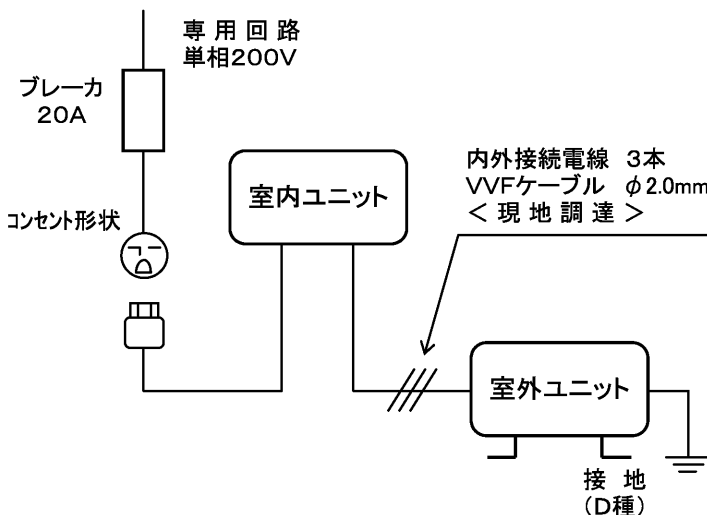 専用回路
単相200V
ブレーカ
20A
コンセント形状
室内ユニット
内外接続電線 3本
VVFケーブル φ2.0mm
<現地調達>
室外ユニット
接地
(D種)